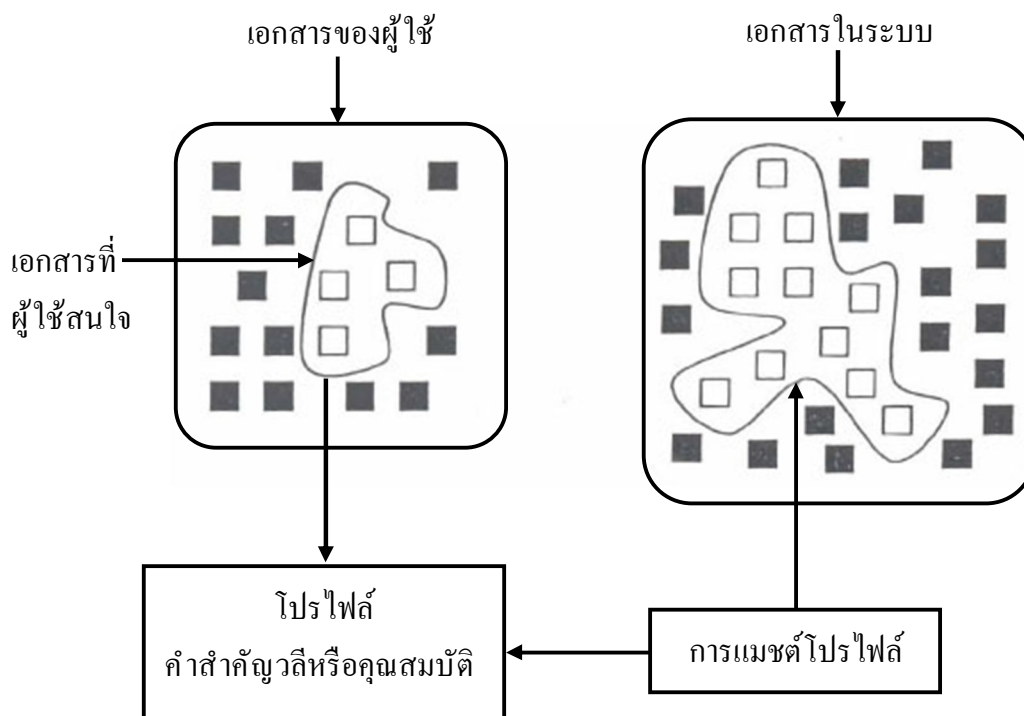 เอกสารของผู้ใช้
เอกสารในระบบ
เอกสารที่
ผู้ใช้สนใจ
โปรไฟล์
คำสำคัญวลีหรือคุณสมบัติ
การแมชต์โปรไฟล์